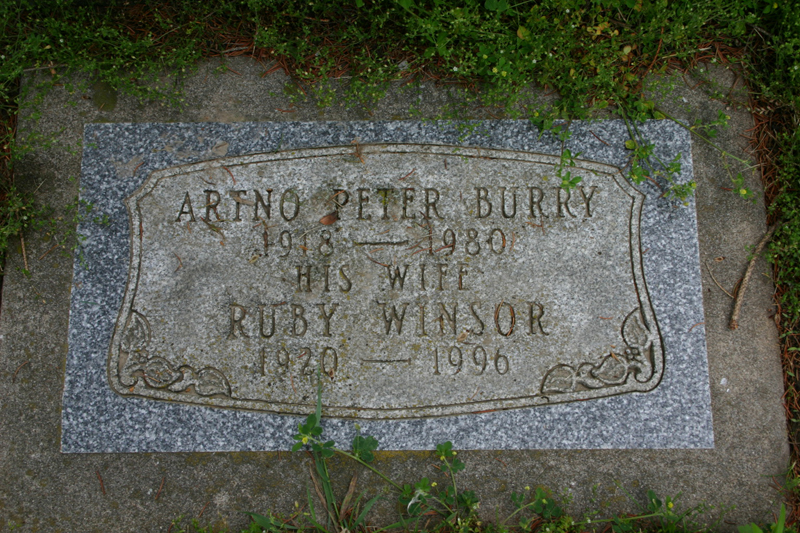 ARTNO PETER BURRY
1918 — 1980
HIS WIFE
RUBY WINSOR
1920 — 1996